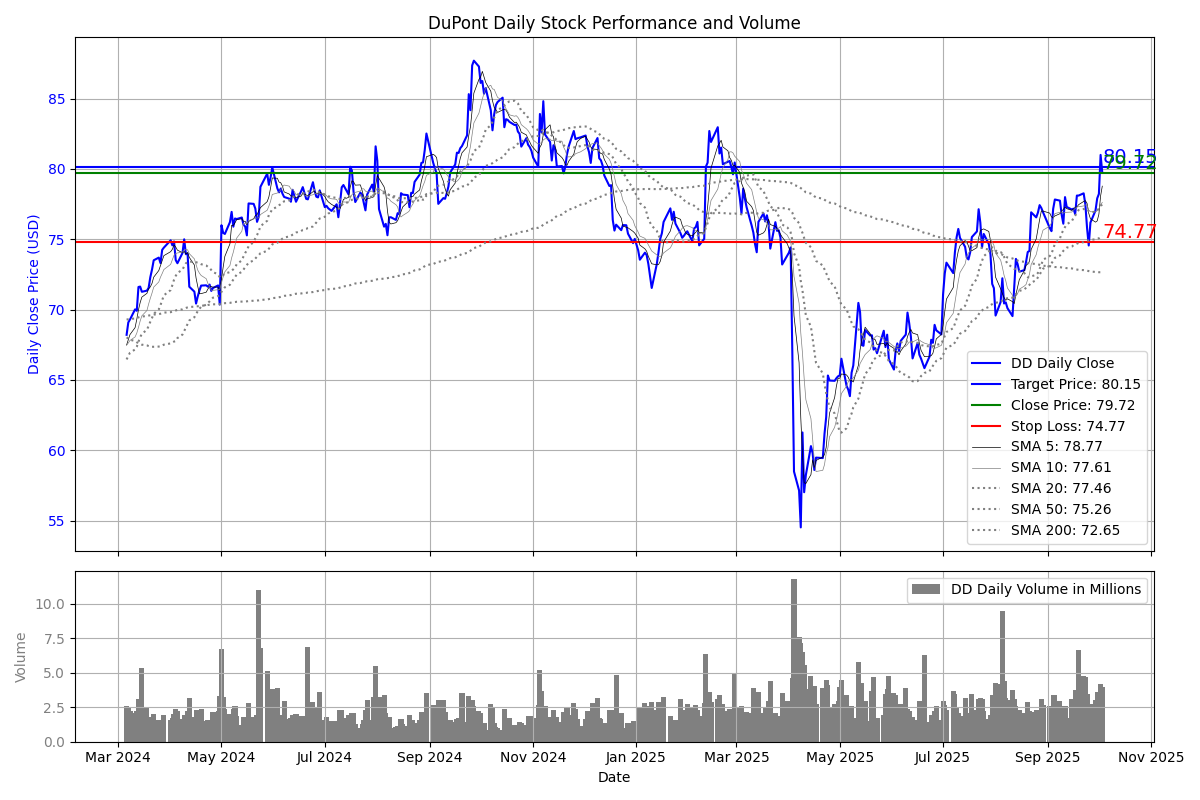 DuPont Daily Stock Performance and Volume
Daily Close Price (USD)
85
80
75
70
65
60
55
80.15
79.72
74.77
DD Daily Close
Target Price: 80.15
Close Price: 79.72
Stop Loss: 74.77
SMA 5: 78.77
SMA 10: 77.61
SMA 20: 77.46
SMA 50: 75.26
SMA 200: 72.65
Volume
10.0
7.5
5.0
2.5
0.0
DD Daily Volume in Millions
Mar 2024 May 2024 Jul 2024 Sep 2024 Nov 2024 Jan 2025 Mar 2025 May 2025 Jul 2025 Sep 2025 Nov 2025
Date